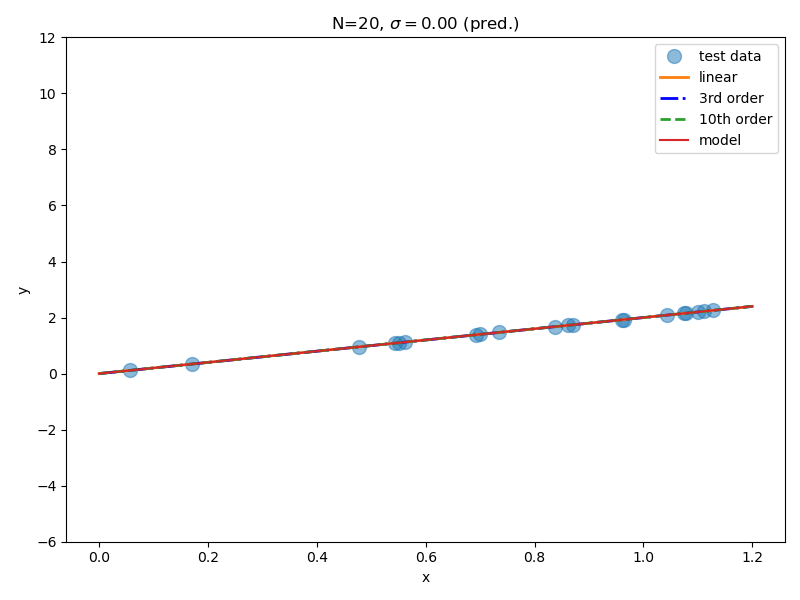 N=20, σ = 0.00 (pred.)
12
10
8
6
4
2
0
−2
−4
−6
y
0.0 0.2 0.4 0.6 0.8 1.0 1.2
x
test data
linear
3rd order
10th order
model